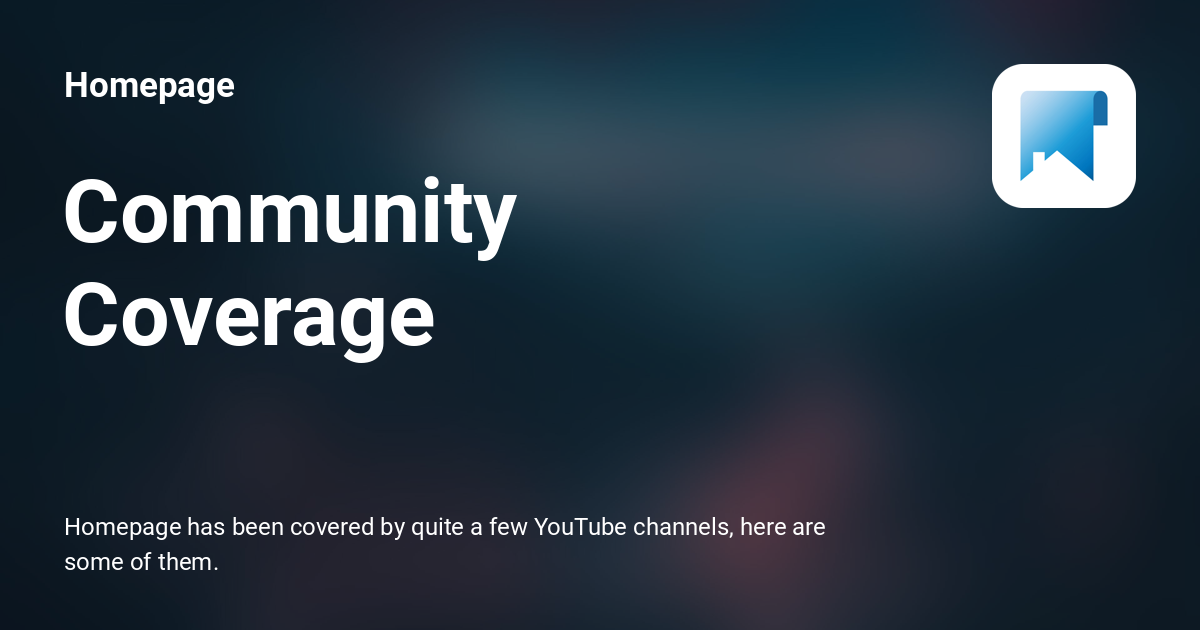 Homepage
Community
Coverage
Homepage has been covered by quite a few YouTube channels, here are
some of them.